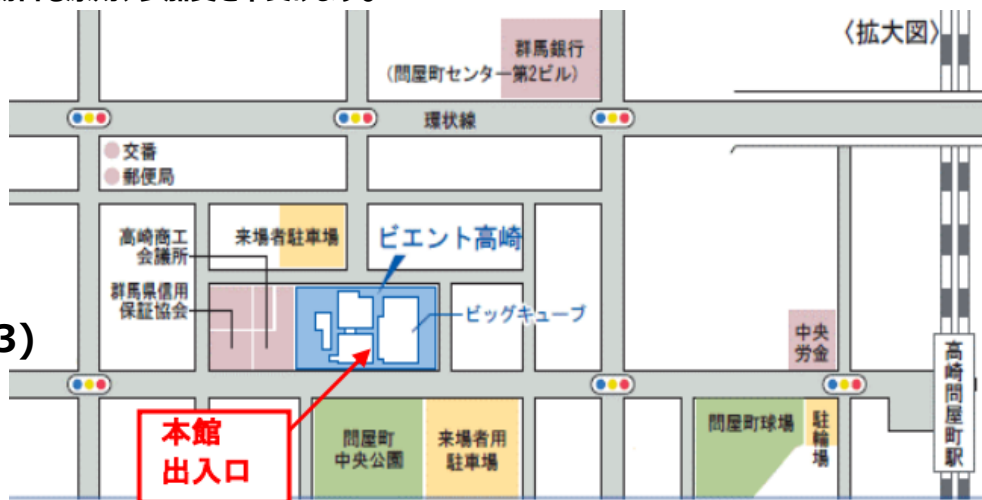 〈拡大図〉
群馬銀行
(問屋町センター第2ビル)
環状線
交番
郵便局
高崎商工
会議所
来場者駐車場
ビエント高崎
群馬県信用
保証協会
ビッグキューブ
3)
中央
労金
高崎問屋町駅
本館
出入口
問屋町
中央公園
来場者用
駐車場
問屋町球場
駐輪場